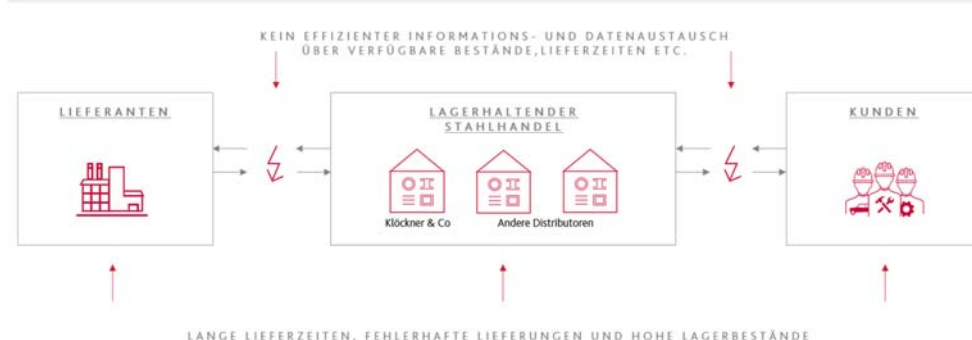 KEIN EFFIZIENTER INFORMATIONS- UND DATENAUSTAUSCH
ÜBER VERFÜGBARE BESTÄNDE,LIEFERZEITEN ETC.
LIEFERANTEN
LAGERHALTENDER
STAHLHANDEL
KUNDEN
Klöckner & Co
Andere Distributoren
LANGE LIEFERZEITEN, FEHLERHAFTE LIEFERUNGEN UND HOHE LAGERBESTÄNDE